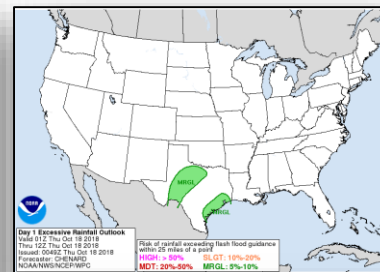 MRGL
MRGL
NOAA
Day 1 Excessive Rainfall Outlook
Valid 01Z Thu Oct 18 2018
Thru 12Z Thu Oct 18 2018
Issued: 0049Z Thu Oct 18 2018
Forecaster: CHENARD
NOAA/NWS/NCEP/WPC
Risk of rainfall exceeding flash flood guidance
within 25 miles of a point
HIGH: > 50% SLGT: 10%-20%
MDT: 20%-50% MRGL: 5%-10%